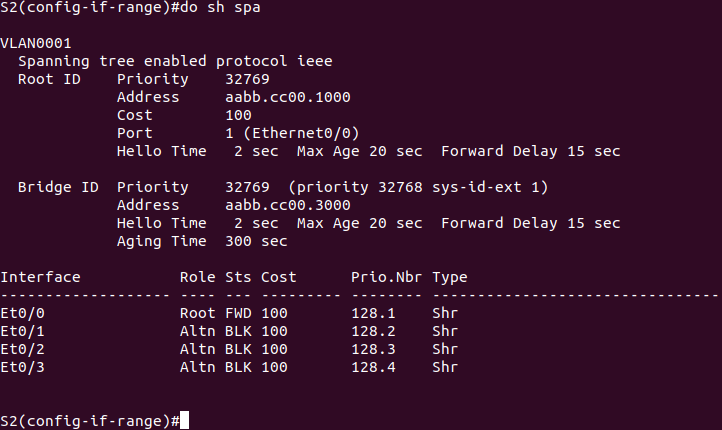 S2(config-if-range)#do sh spa
VLAN0001
  Spanning tree enabled protocol ieee
  Root ID    Priority    32769
             Address     aabb.cc00.1000
             Cost        100
             Port        1 (Ethernet0/0)
             Hello Time   2 sec  Max Age 20 sec  Forward Delay 15 sec
  Bridge ID  Priority    32769  (priority 32768 sys-id-ext 1)
             Address     aabb.cc00.3000
             Hello Time   2 sec  Max Age 20 sec  Forward Delay 15 sec
             Aging Time  300 sec
Interface           Role Sts Cost      Prio.Nbr Type
------------------- ---- --- --------- -------- --------------------------------
Et0/0               Root FWD 100       128.1    Shr
Et0/1               Altn BLK 100       128.2    Shr
Et0/2               Altn BLK 100       128.3    Shr
Et0/3               Altn BLK 100       128.4    Shr
S2(config-if-range)#